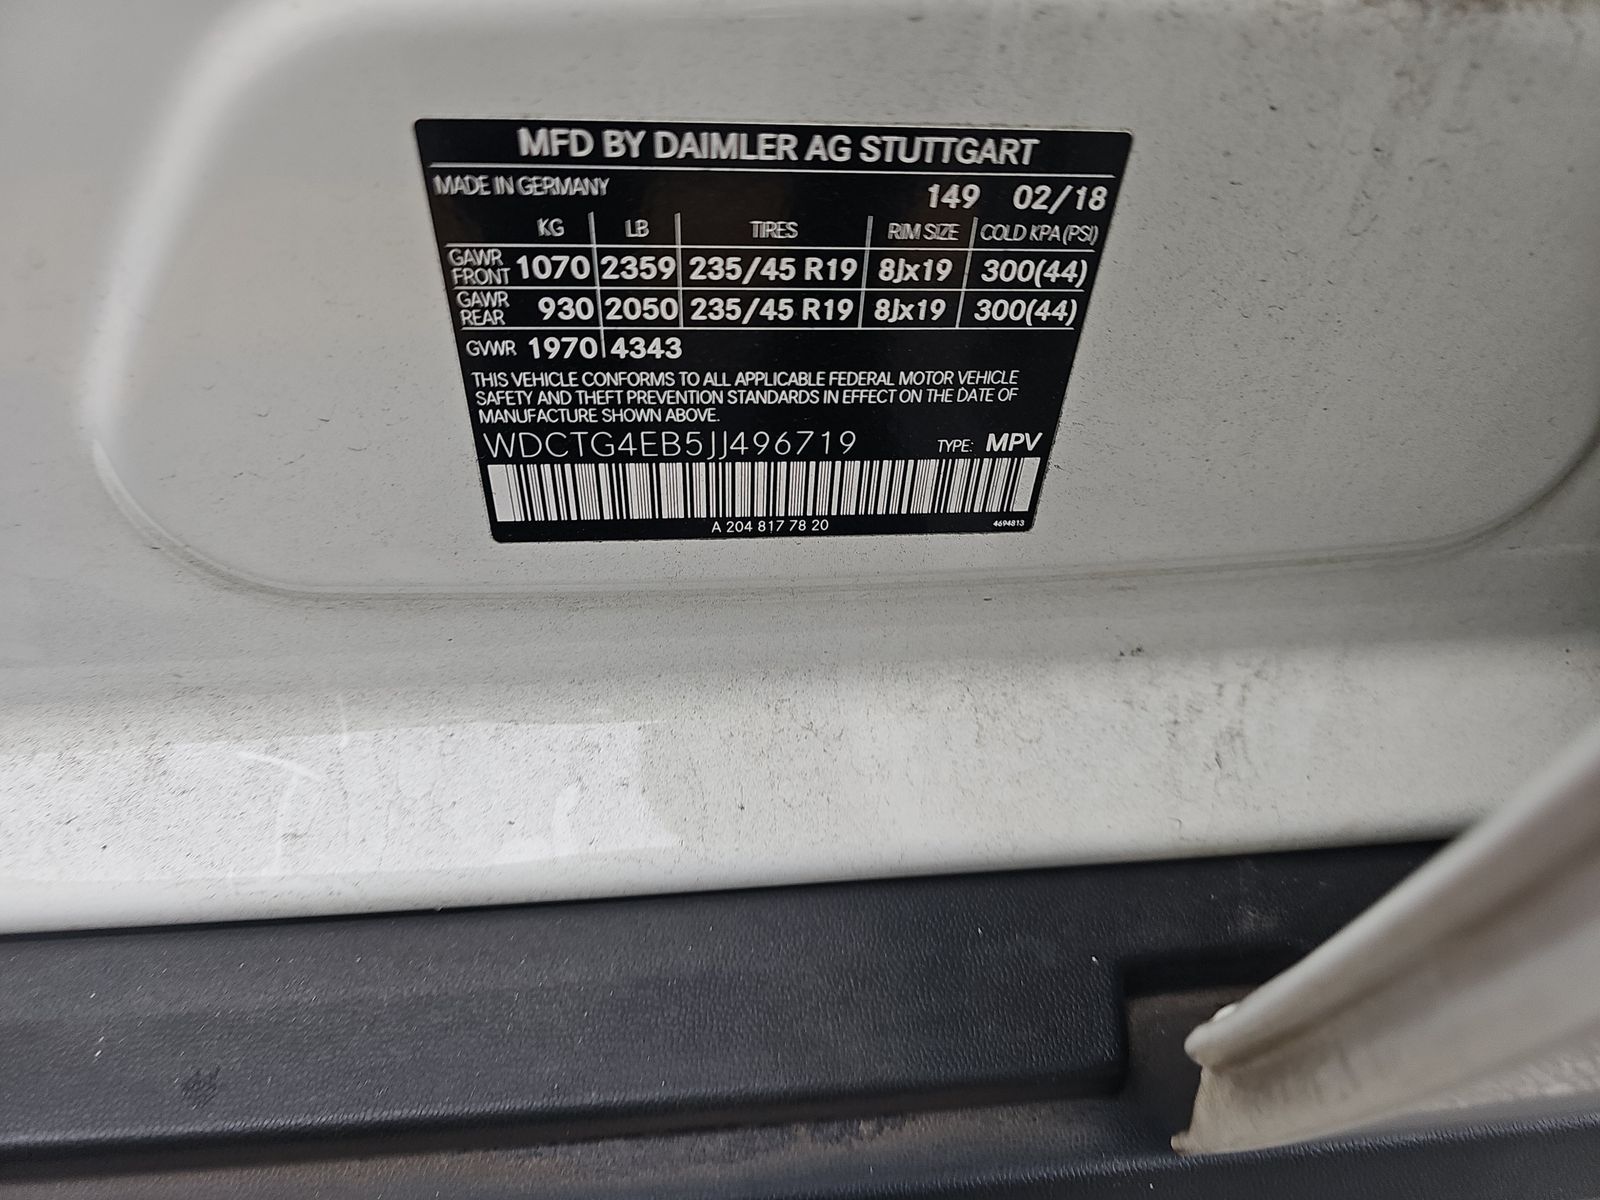 MFD BY DAIMLER AG STUTTGART
MADE IN GERMANY 149 02/18
KG LB TIRES RIM SIZE COLD KPA (PSI)
GAWR FRONT 1070 2359 235/45 R19 8Jx19 300(44)
GAWR REAR 930 2050 235/45 R19 8Jx19 300(44)
GVWR 1970 4343
THIS VEHICLE CONFORMS TO ALL APPLICABLE FEDERAL MOTOR VEHICLE
SAFETY AND THEFT PREVENTION STANDARDS IN EFFECT ON THE DATE OF
MANUFACTURE SHOWN ABOVE.
WDCTG4EB5JJ496719 TYPE: MPV
A 204 817 78 20 4694813